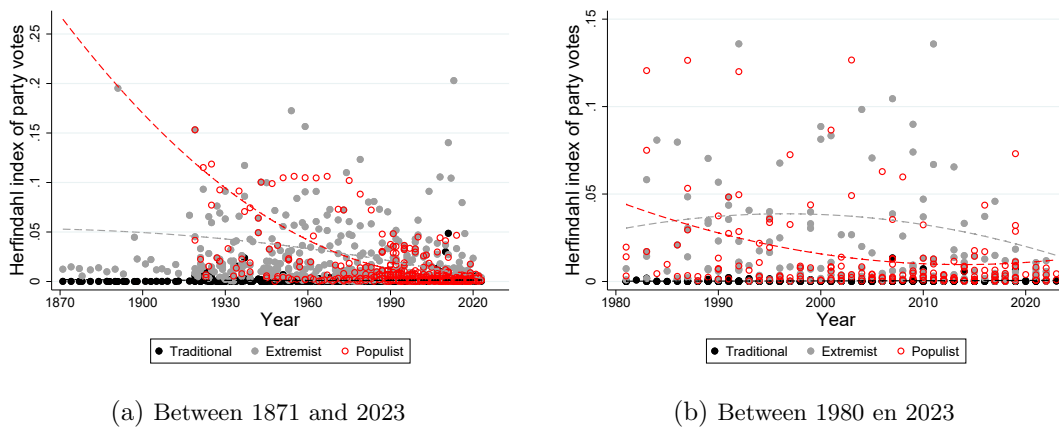 Herfindahl index of party votes
.25
.2
.15
.1
.05
0
1870 1900 1930 1960 1990 2020
Year
Traditional Extremist Populist
(a) Between 1871 and 2023
Herfindahl index of party votes
.15
.1
.05
0
1980 1990 2000 2010 2020
Year
Traditional Extremist Populist
(b) Between 1980 en 2023